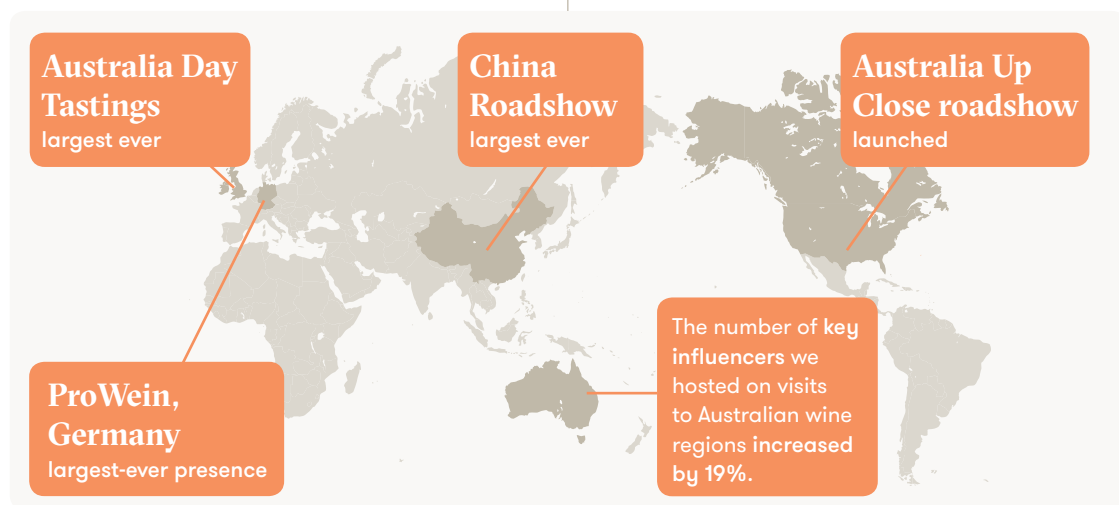 Australia Day
Tastings
largest ever
China
Roadshow
largest ever
Australia Up
Close roadshow
launched
ProWein,
Germany
largest-ever presence
The number of key
influencers we
hosted on visits
to Australian wine
regions increased
by 19%.